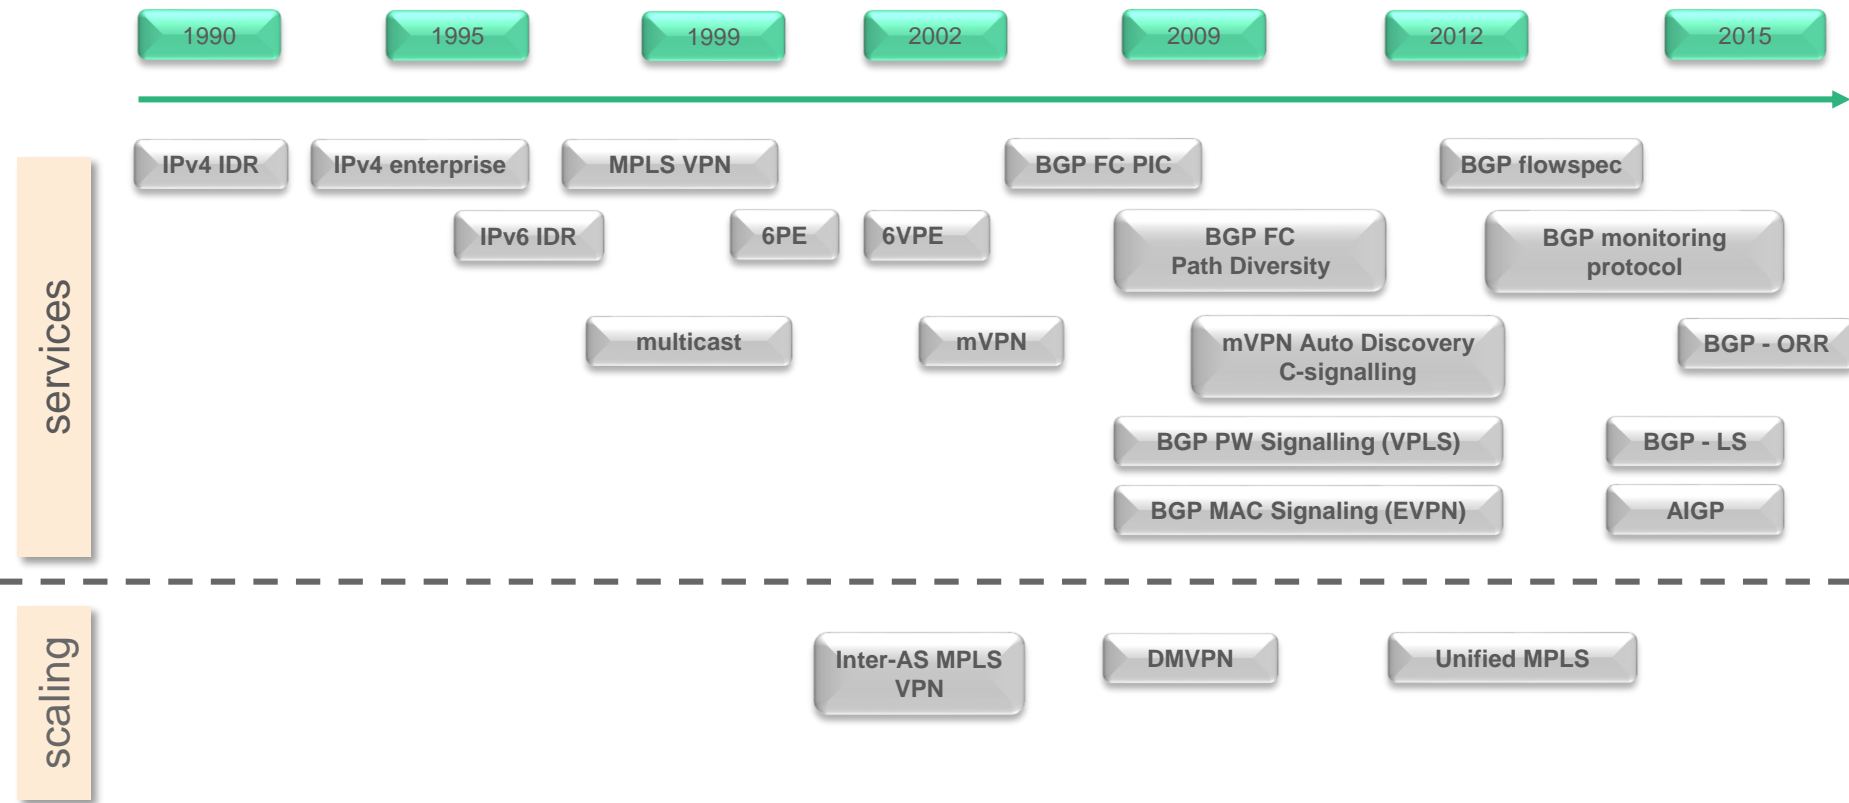 1990
1995
1999
2002
2009
2012
2015
services
IPv4 IDR
IPv4 enterprise
MPLS VPN
BGP FC PIC
BGP flowspec
IPv6 IDR
6PE
6VPE
BGP FC
Path Diversity
BGP monitoring
protocol
multicast
mVPN
mVPN Auto Discovery
C-signalling
BGP - ORR
BGP PW Signalling (VPLS)
BGP - LS
BGP MAC Signaling (EVPN)
AIGP
scaling
Inter-AS MPLS
VPN
DMVPN
Unified MPLS